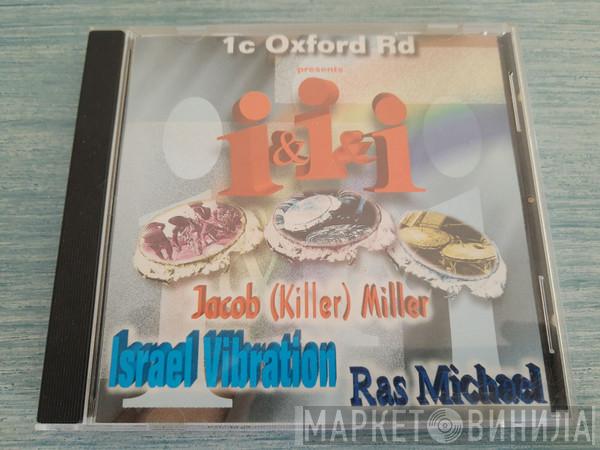 1c Oxford Rd
presents
i & i & i
Jacob (Killer) Miller
Israel Vibration
Ras Michael
МАРКЕТ ВИНИЛА